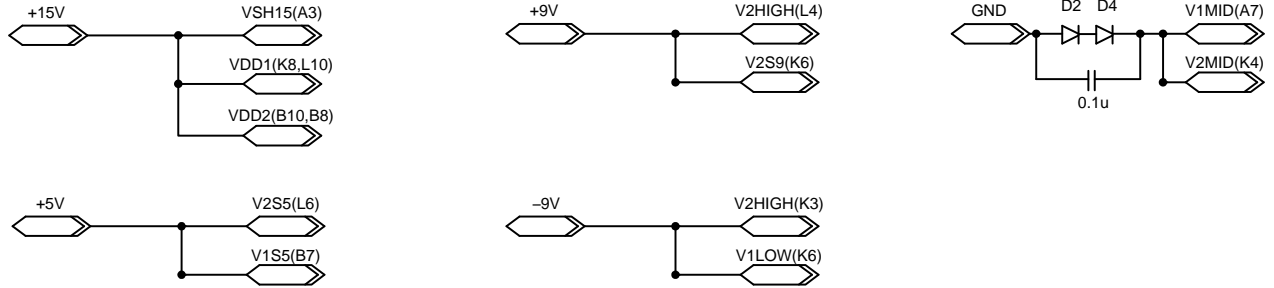 +15V
VSH15(A3)
VDD1(K8,L10)
VDD2(B10,B8)
+9V
V2HIGH(L4)
V2S9(K6)
GND
D2
D4
0.1u
V1MID(A7)
V2MID(K4)
+5V
V2S5(L6)
V1S5(B7)
–9V
V2HIGH(K3)
V1LOW(K6)